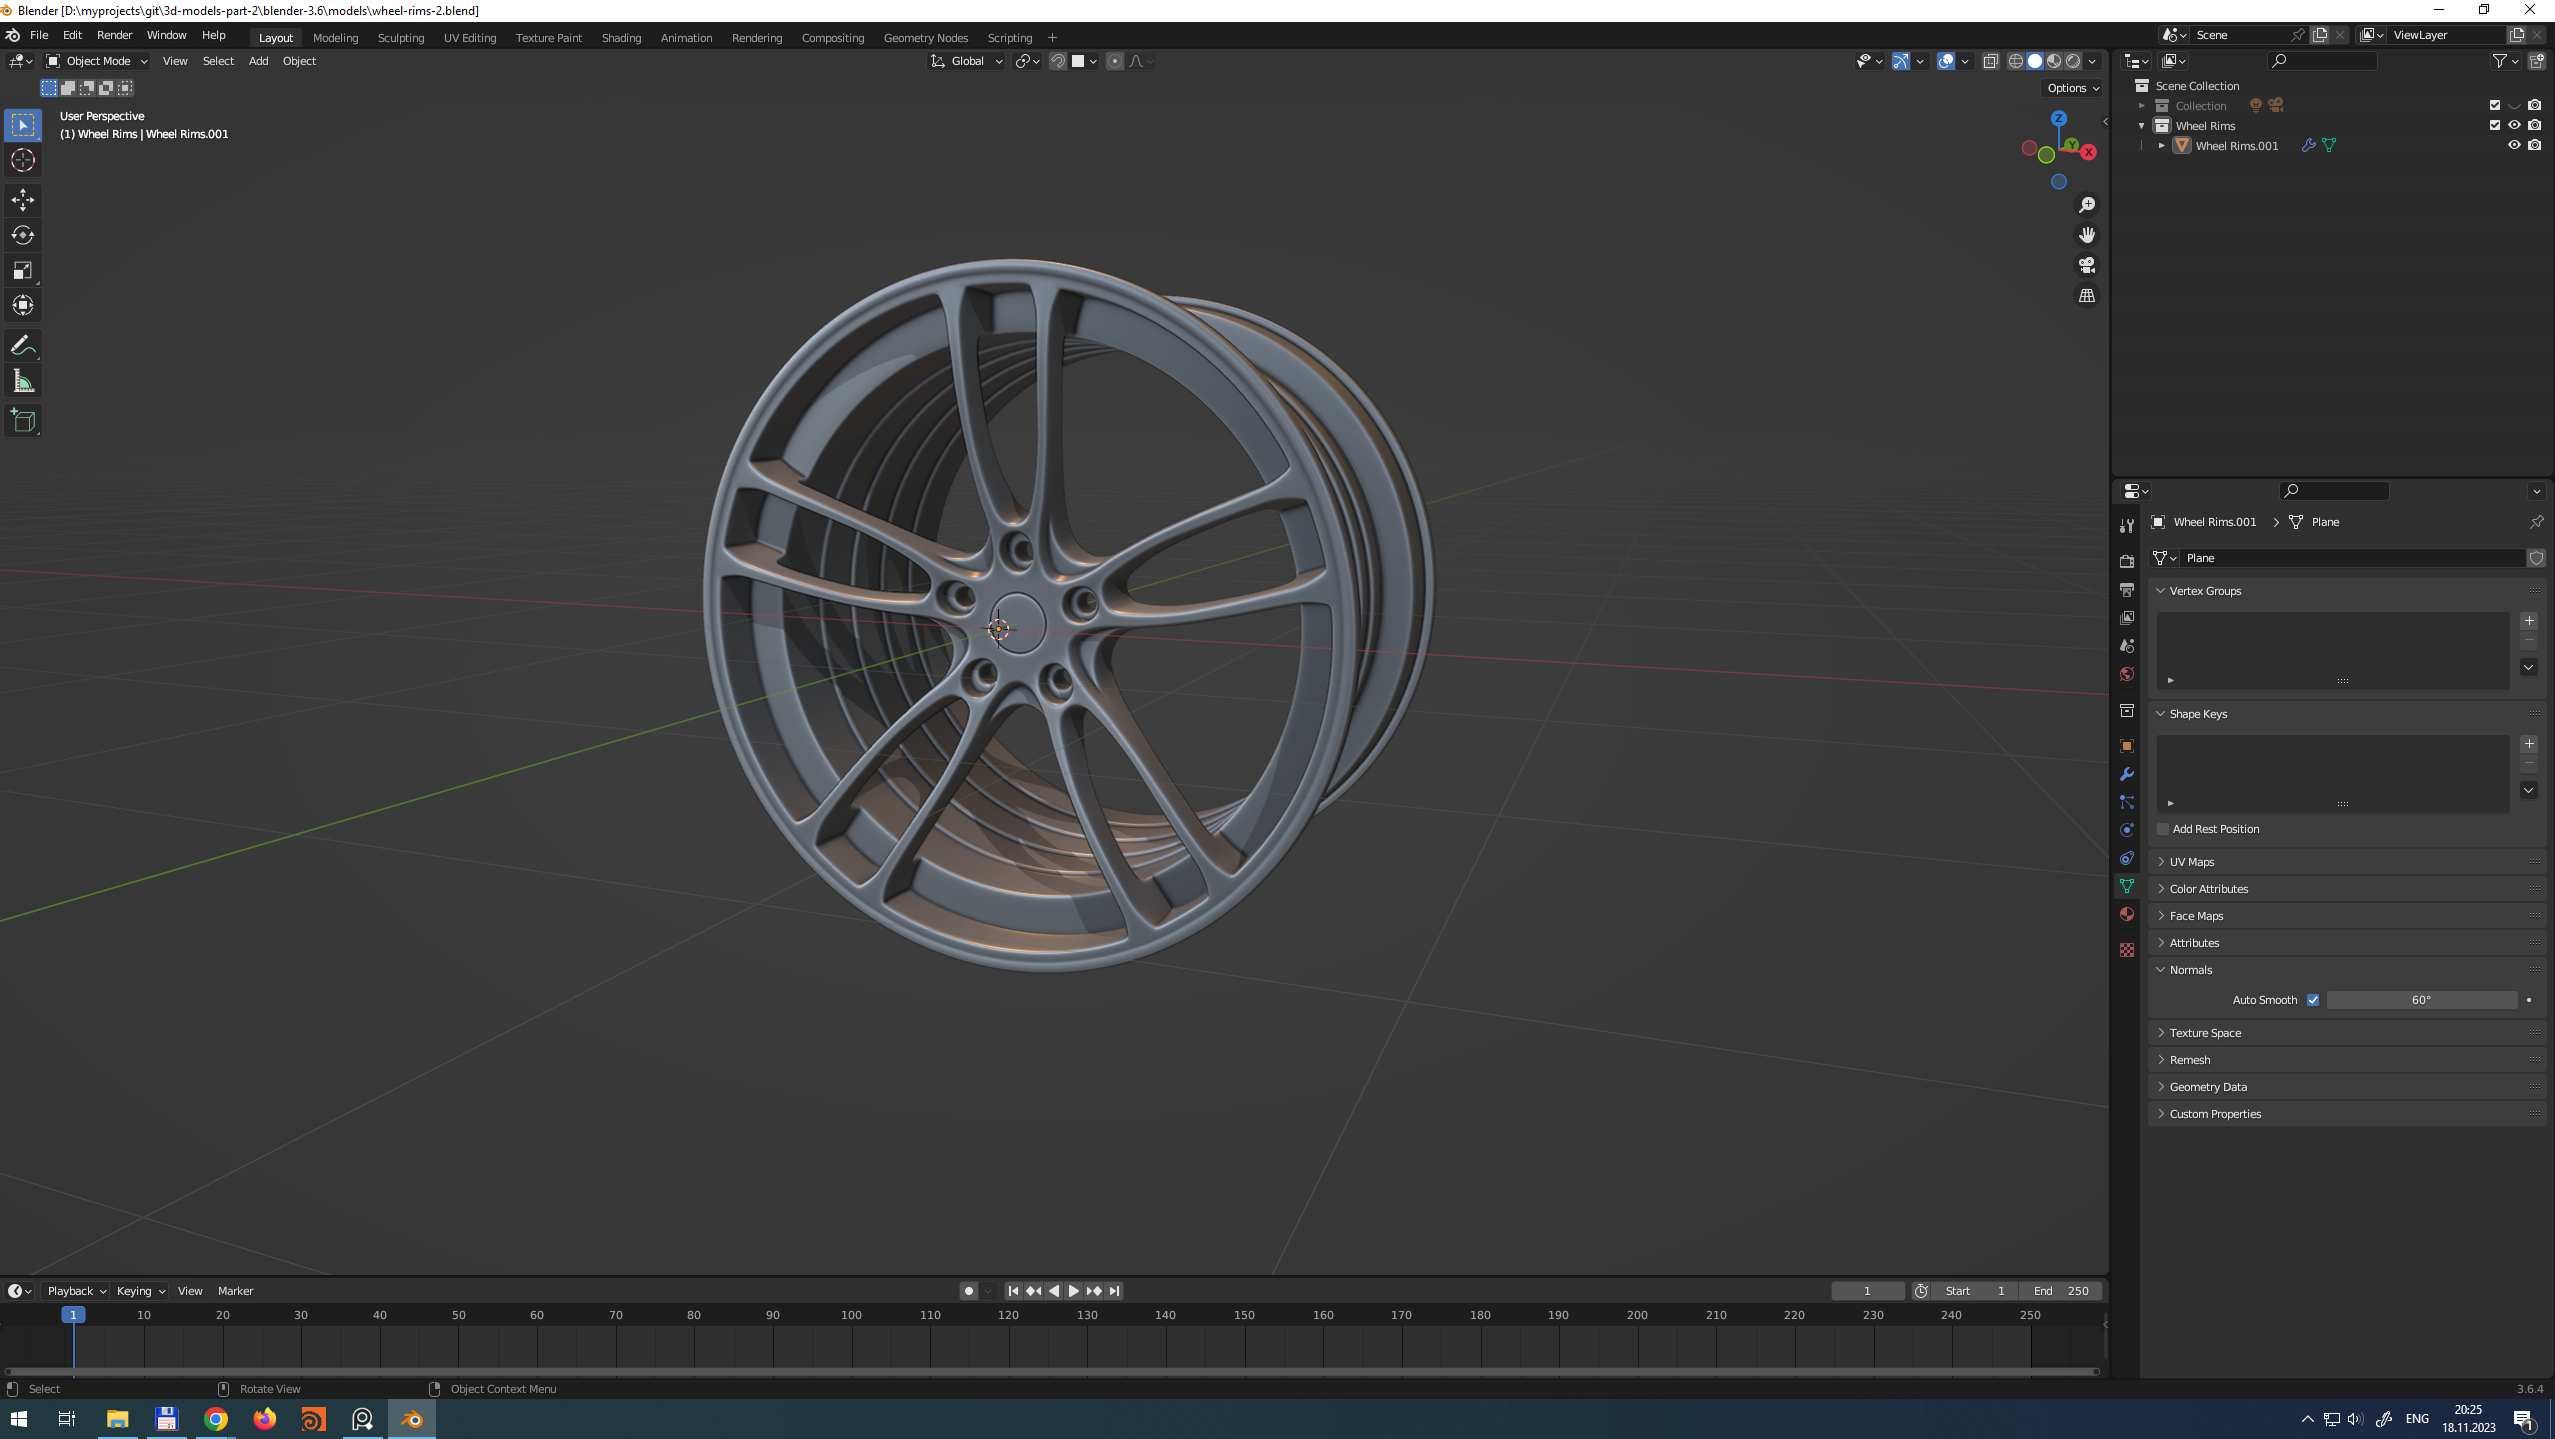 Blender [D:\myprojects\git\3d-models-part-2\blender-3.6\models\wheel-rims-2.blend]
File Edit Render Window Help Layout Modeling Sculpting UV Editing Texture Paint Shading Animation Rendering Compositing Geometry Nodes Scripting + Scene ViewLayer
Object Mode View Select Add Object Global
Options
User Perspective
(1) Wheel Rims | Wheel Rims.001
Z
Y
X
Scene Collection
Collection
Wheel Rims
Wheel Rims.001
Wheel Rims.001 > Plane
Plane
Vertex Groups
Shape Keys
Add Rest Position
UV Maps
Color Attributes
Face Maps
Attributes
Normals
Auto Smooth 60°
Texture Space
Remesh
Geometry Data
Custom Properties
Playback Keying View Marker 1 Start 1 End 250
1 10 20 30 40 50 60 70 80 90 100 110 120 130 140 150 160 170 180 190 200 210 220 230 240 250
Select Rotate View Object Context Menu 3.6.4
ENG 20:25
18.11.2023 1